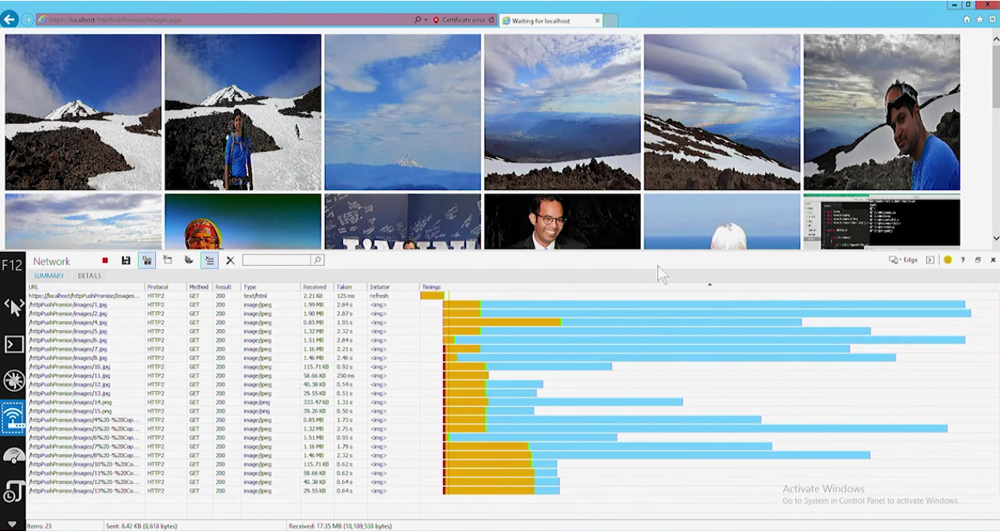 https://localhost/httpPushPromise/Images.aspx Certificate error Waiting for localhost
I'M IN
F12 Network Edge
SUMMARY DETAILS
URL Protocol Method Result Type Received Taken Initiator Timings
https://localhost/httpPushPromise/Images... HTTP2 GET 200 text/html 2.21 KB 125 ms refresh
/httpPushPromise/images/1.jpg HTTP2 GET 200 image/jpeg 1.99 MB 2.84 s <img>
/httpPushPromise/images/2.jpg HTTP2 GET 200 image/jpeg 1.90 MB 2.87 s <img>
/httpPushPromise/images/4.jpg HTTP2 GET 200 image/jpeg 0.85 MB 1.95 s <img>
/httpPushPromise/images/5.jpg HTTP2 GET 200 image/jpeg 1.32 MB 2.32 s <img>
/httpPushPromise/images/6.jpg HTTP2 GET 200 image/jpeg 1.51 MB 2.84 s <img>
/httpPushPromise/images/7.jpg HTTP2 GET 200 image/jpeg 1.16 MB 2.21 s <img>
/httpPushPromise/images/8.jpg HTTP2 GET 200 image/jpeg 1.46 MB 2.46 s <img>
/httpPushPromise/images/10.jpg HTTP2 GET 200 image/jpeg 115.71 KB 0.92 s <img>
/httpPushPromise/images/11.jpg HTTP2 GET 200 image/jpeg 58.66 KB 250 ms <img>
/httpPushPromise/images/12.jpg HTTP2 GET 200 image/jpeg 40.38 KB 0.54 s <img>
/httpPushPromise/images/13.jpg HTTP2 GET 200 image/jpeg 29.55 KB 0.51 s <img>
/httpPushPromise/images/14.png HTTP2 GET 200 image/png 333.47 KB 1.31 s <img>
/httpPushPromise/images/15.png HTTP2 GET 200 image/png 39.26 KB 0.50 s <img>
/httpPushPromise/images/4%20-%20Cop... HTTP2 GET 200 image/jpeg 0.85 MB 1.73 s <img>
/httpPushPromise/images/5%20-%20Cop... HTTP2 GET 200 image/jpeg 1.32 MB 2.75 s <img>
/httpPushPromise/images/6%20-%20Cop... HTTP2 GET 200 image/jpeg 1.51 MB 0.95 s <img>
/httpPushPromise/images/7%20-%20Cop... HTTP2 GET 200 image/jpeg 1.16 MB 1.79 s <img>
/httpPushPromise/images/8%20-%20Cop... HTTP2 GET 200 image/jpeg 1.46 MB 2.32 s <img>
/httpPushPromise/images/10%20-%20Co... HTTP2 GET 200 image/jpeg 115.71 KB 0.62 s <img>
/httpPushPromise/images/11%20-%20Co... HTTP2 GET 200 image/jpeg 58.66 KB 0.62 s <img>
/httpPushPromise/images/12%20-%20Co... HTTP2 GET 200 image/jpeg 40.38 KB 0.64 s <img>
/httpPushPromise/images/13%20-%20Co... HTTP2 GET 200 image/jpeg 29.55 KB 0.64 s <img>
Activate Windows
Go to System in Control Panel to activate Windows.
Items: 23 Sent: 8.42 KB (8,618 bytes) Received: 17.35 MB (18,189,538 bytes)